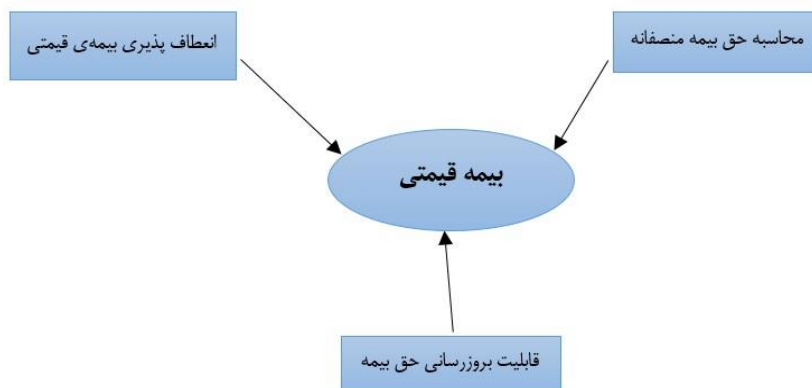 محاسبه حق بیمه منصفانه
انعطاف پذیری بیمه‌ی قیمتی
بیمه قیمتی
قابلیت بروزرسانی حق بیمه